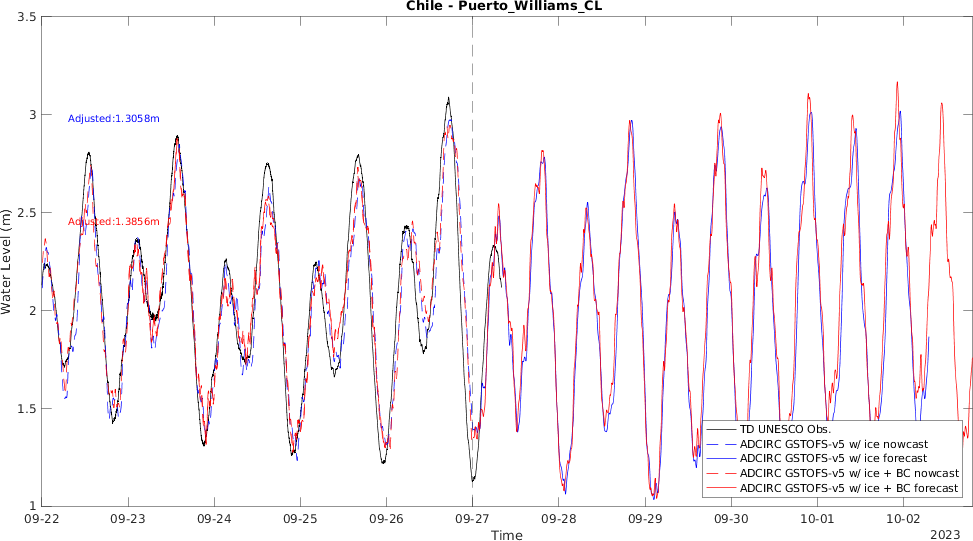 Chile - Puerto_Williams_CL
3.5
3
2.5
2
1.5
1
Water Level (m)
Adjusted:1.3058m
Adjusted:1.3856m
TD UNESCO Obs.
ADCIRC GSTOFS-v5 w/ ice nowcast
ADCIRC GSTOFS-v5 w/ ice forecast
ADCIRC GSTOFS-v5 w/ ice + BC nowcast
ADCIRC GSTOFS-v5 w/ ice + BC forecast
09-22 09-23 09-24 09-25 09-26 09-27 09-28 09-29 09-30 10-01 10-02
Time
2023